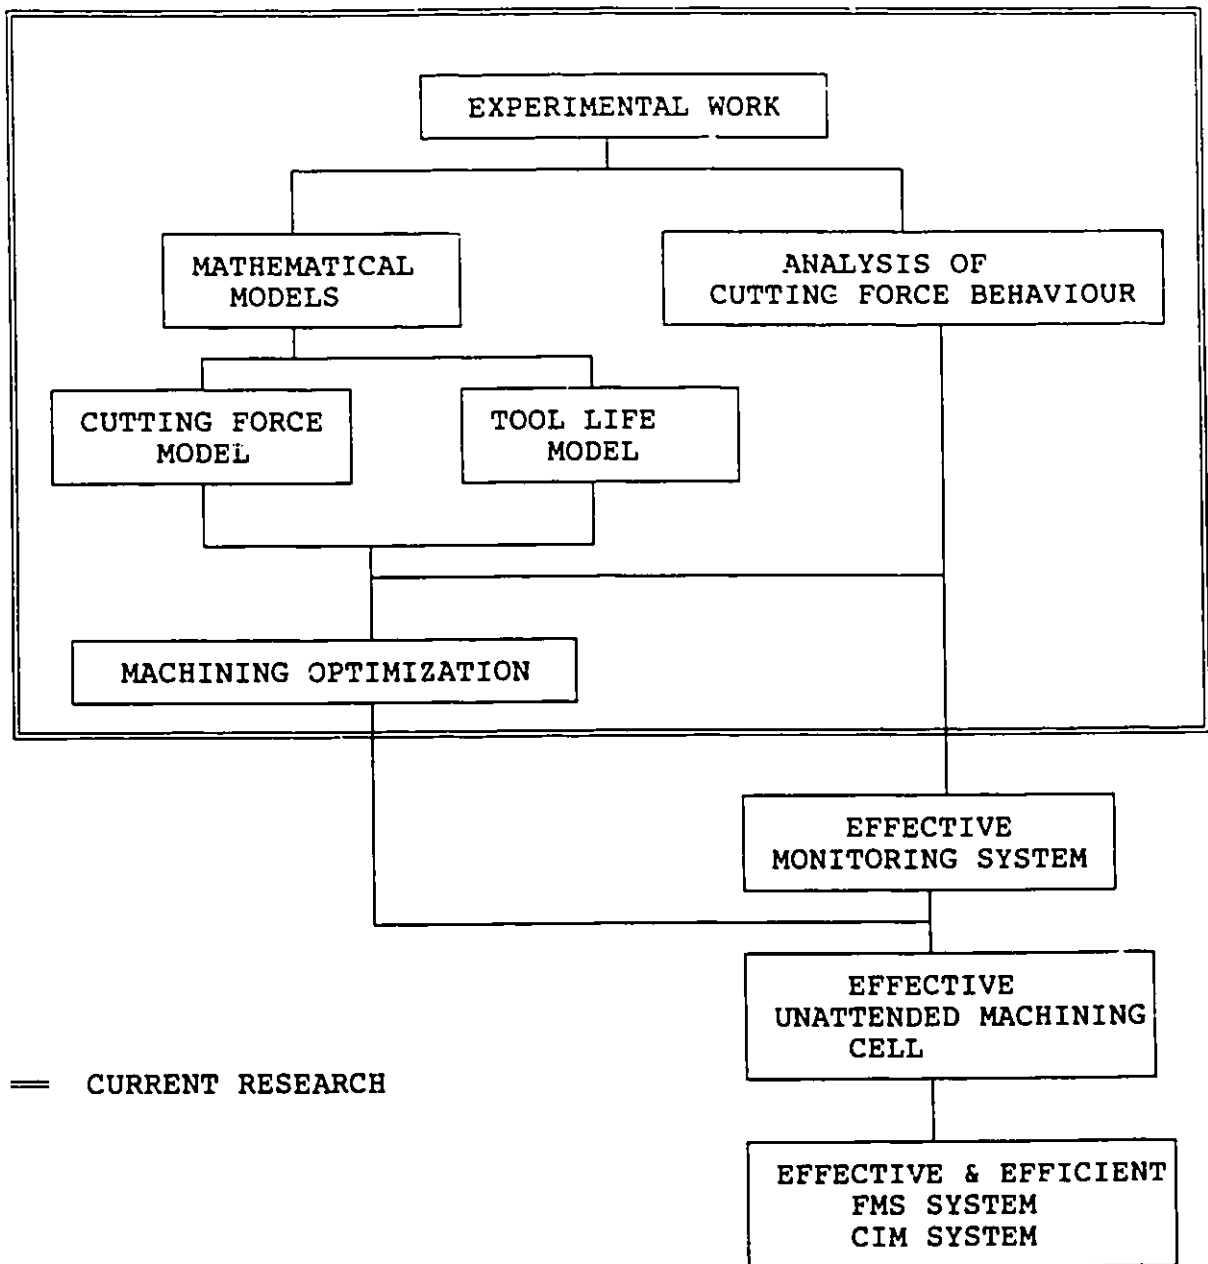 EXPERIMENTAL WORK
MATHEMATICAL
MODELS
ANALYSIS OF
CUTTING FORCE BEHAVIOUR
CUTTING FORCE
MODEL
TOOL LIFE
MODEL
MACHINING OPTIMIZATION
EFFECTIVE
MONITORING SYSTEM
EFFECTIVE
UNATTENDED MACHINING
CELL
CURRENT RESEARCH
EFFECTIVE & EFFICIENT
FMS SYSTEM
CIM SYSTEM